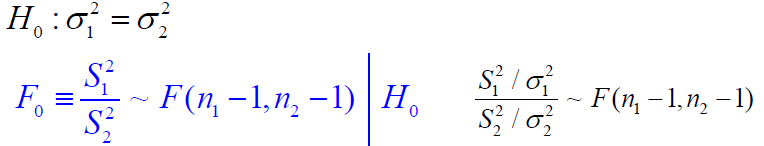 H₀ : σ₁² = σ₂²
F₀ ≡ S₁² / S₂² ~ F(n₁ −1, n₂ −1) | H₀    (S₁² / σ₁²) / (S₂² / σ₂²) ~ F(n₁ −1, n₂ −1)